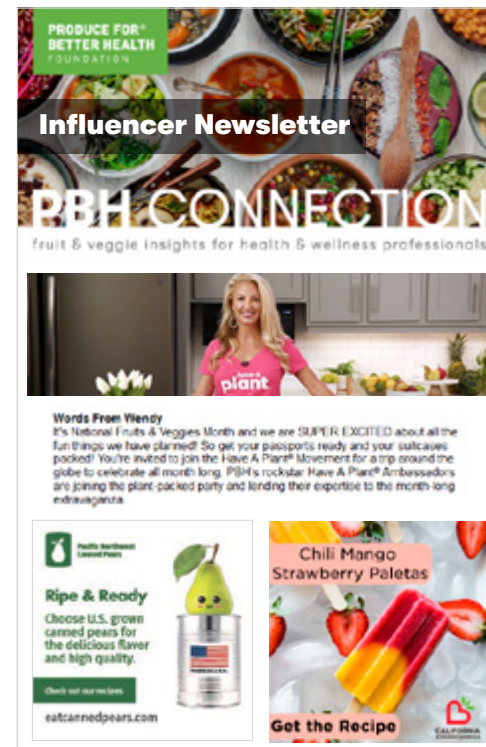 PRODUCE FOR®
BETTER HEALTH
FOUNDATION
Influencer Newsletter
PBH CONNECTION
fruit & veggie insights for health & wellness professionals
have a
plant
Words From Wendy
It's National Fruits & Veggies Month and we are SUPER EXCITED about all the
fun things we have planned! So get your passports ready and your suitcases
packed! You're invited to join the Have A Plant® Movement for a trip around the
globe to celebrate all month long. PBH's rockstar Have A Plant® Ambassadors
are joining the plant-packed party and lending their expertise to the month-long
extravaganza.
Pacific Northwest
Canned Pears
Ripe & Ready
Choose U.S. grown
canned pears for
the delicious flavor
and high quality.
Check out our recipes
eatcannedpears.com
Chili Mango
Strawberry Paletas
Get the Recipe
CALIFORNIA